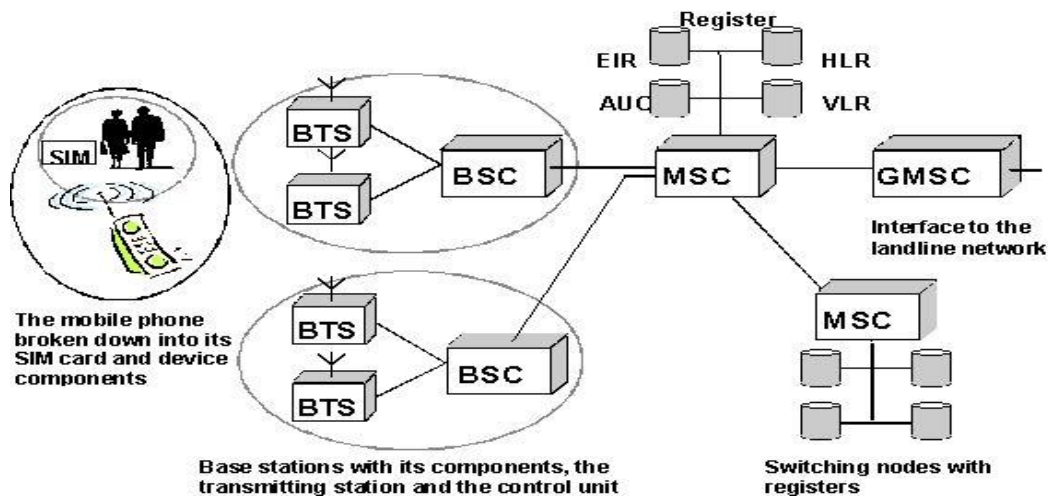 Register
EIR
HLR
AUC
VLR
SIM
BTS
BTS
BSC
MSC
GMSC
Interface to the
landline network
The mobile phone
broken down into its
SIM card and device
components
BTS
BTS
BSC
MSC
Base stations with its components, the
transmitting station and the control unit
Switching nodes with
registers